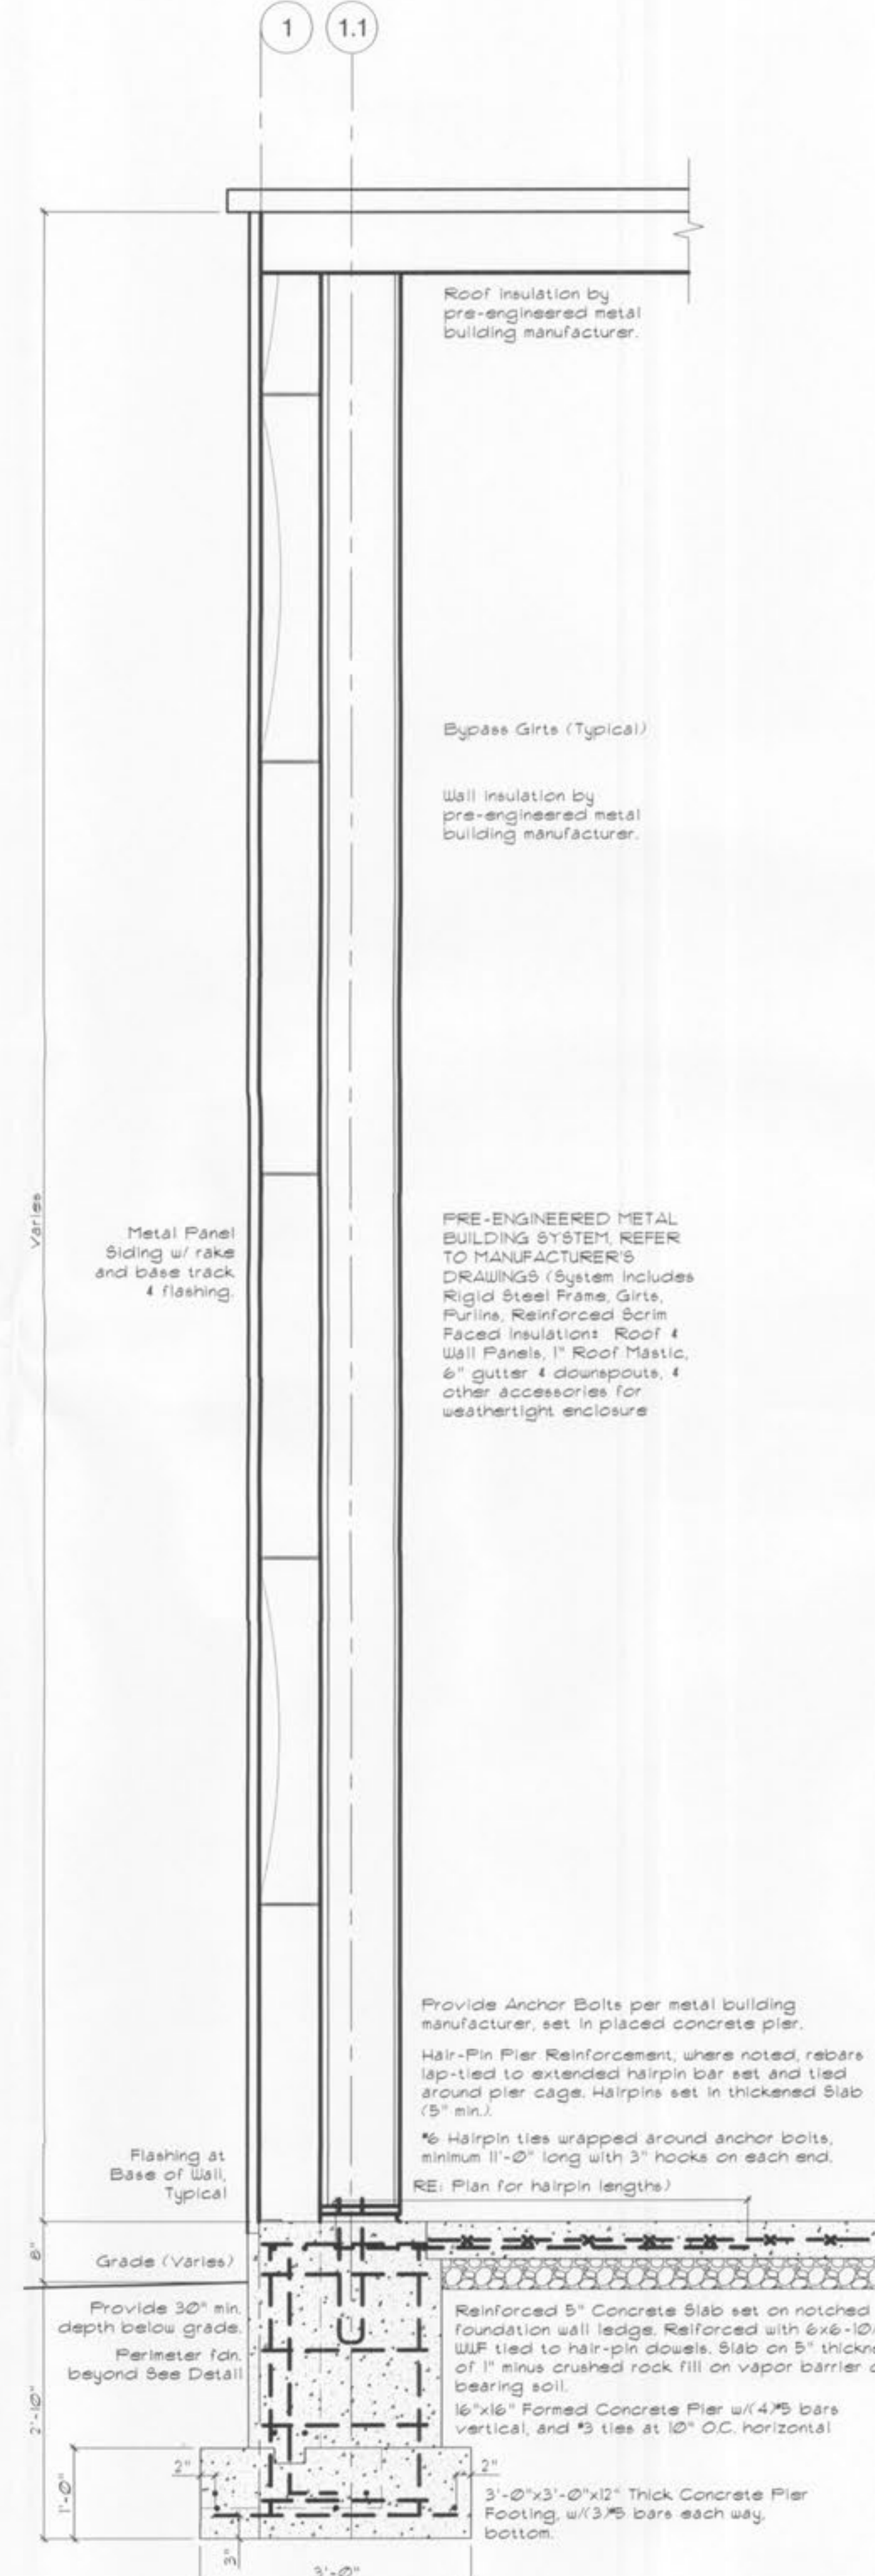 1 1.1
Roof insulation by
pre-engineered metal
building manufacturer.
Bypass Girts (Typical)
Wall insulation by
pre-engineered metal
building manufacturer.
Varies
Metal Panel
Siding w/ rake
and base track
& flashing.
PRE-ENGINEERED METAL
BUILDING SYSTEM, REFER
TO MANUFACTURER'S
DRAWINGS (System includes
Rigid Steel Frame, Girts,
Purlins, Reinforced Scrim
Faced Insulation: Roof &
Wall Panels, 1" Roof Mastic,
6" gutter & downspouts, &
other accessories for
weathertight enclosure
Provide Anchor Bolts per metal building
manufacturer, set in placed concrete pier.
Hair-Pin Pier Reinforcement, where noted, rebars
lap-tied to extended hairpin bar set and tied
around pier cage. Hairpins set in thickened Slab
(5" min.).
#6 Hairpin ties wrapped around anchor bolts,
minimum 11'-0" long with 3" hooks on each end.
RE: Plan for hairpin lengths)
Flashing at
Base of Wall,
Typical
8"
Grade (Varies)
Provide 30" min.
depth below grade.
Perimeter fdn.
beyond See Detail
2'-10"
Reinforced 5" Concrete Slab set on notched
foundation wall ledge. Reiforced with 6x6-10
WWF tied to hair-pin dowels. Slab on 5"
of 1" minus crushed rock fill on vapor barrier
bearing soil.
16"x16" Formed Concrete Pier w/(4)#5 bars
vertical, and #3 ties at 10" O.C. horizontal
2" 2"
1'-0"
3'-0"x3'-0"x12" Thick Concrete Pier
Footing, w/(3)#5 bars each way,
bottom.
3"
3'-0"